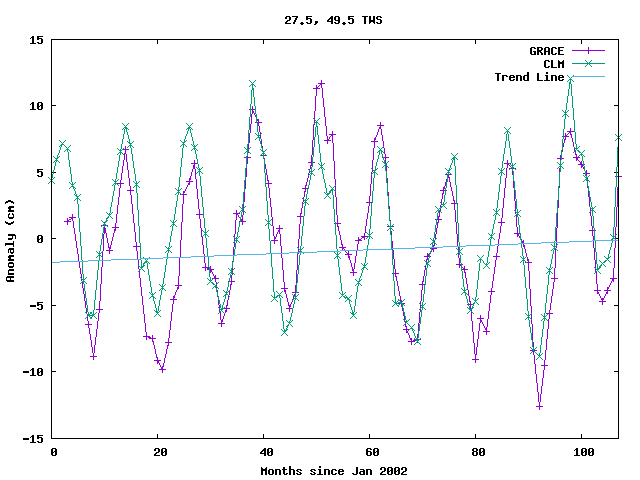 27.5, 49.5 TWS
GRACE
CLM
Trend Line
15
10
5
0
-5
-10
-15
Anomaly (cm)
0 20 40 60 80 100
Months since Jan 2002